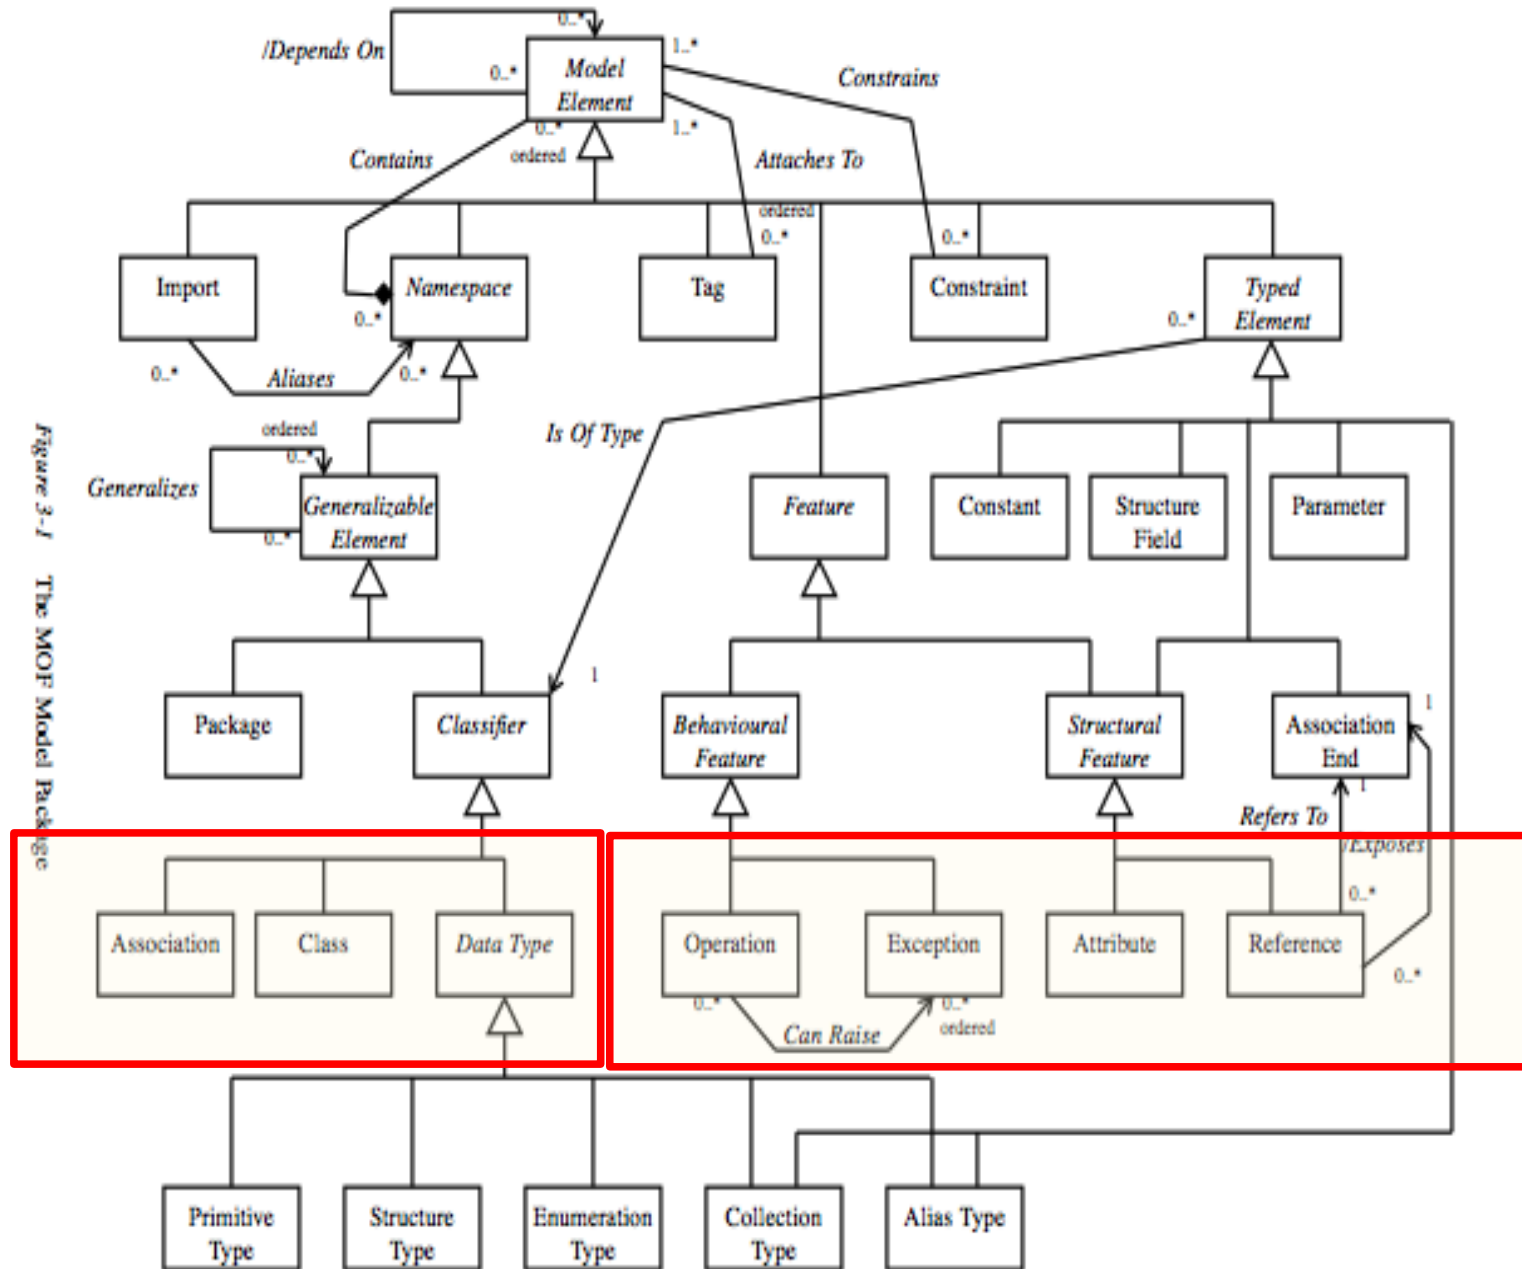 0..*
/Depends On
1..*
0..*
Model
Element
Constrains
0..*
1..*
ordered
Contains
Attaches To
ordered
0..*
0..*
Import
Namespace
Tag
Constraint
Typed
Element
0..*
0..*
0..*
Aliases
0..*
ordered
0..*
Generalizes
Is Of Type
Generalizable
Element
0..*
Feature
Constant
Structure
Field
Parameter
1
Package
Classifier
Behavioural
Feature
Structural
Feature
Association
End
1
1
Refers To
/Exposes
0..*
Association
Class
Data Type
Operation
Exception
Attribute
Reference
0..*
0..*
0..*
ordered
Can Raise
Primitive
Type
Structure
Type
Enumeration
Type
Collection
Type
Alias Type
Figure 3-1 The MOF Model Package